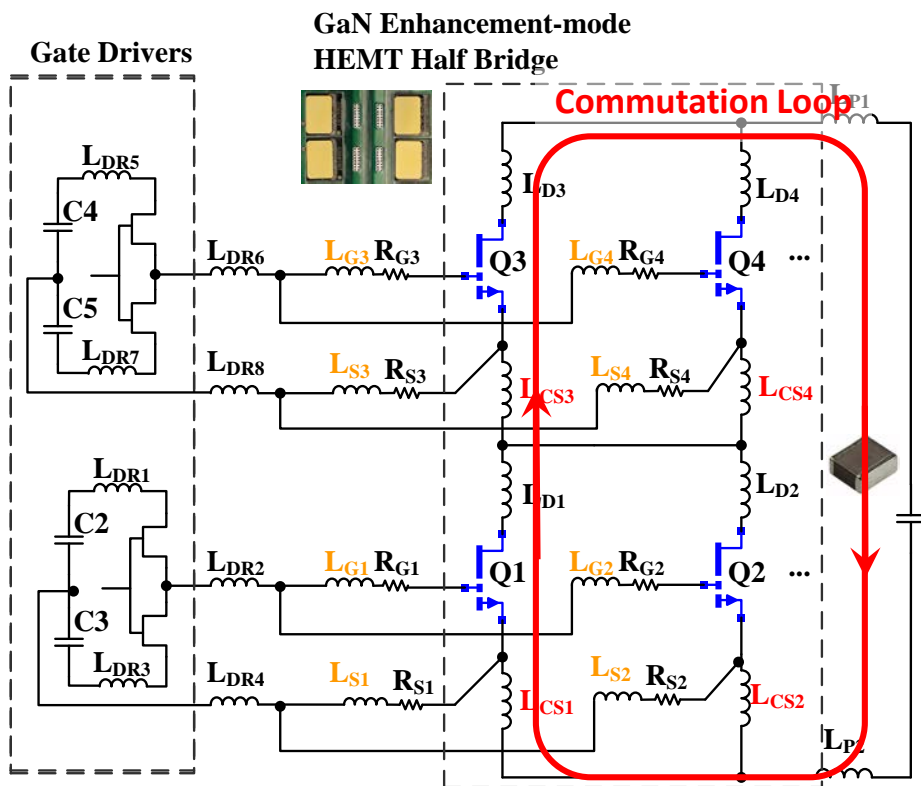 GaN Enhancement-mode
HEMT Half Bridge
Gate Drivers
Commutation Loop
LP1
LDR5
LD3
LD4
C4
LDR6
LG3
RG3
Q3
LG4
RG4
Q4
...
C5
LDR7
LDR8
LS3
RS3
LS4
RS4
LCS3
LCS4
LDR1
LD1
LD2
C2
LDR2
LG1
RG1
Q1
LG2
RG2
Q2
...
C3
LDR3
LDR4
LS1
RS1
LS2
RS2
LCS1
LCS2
LP2